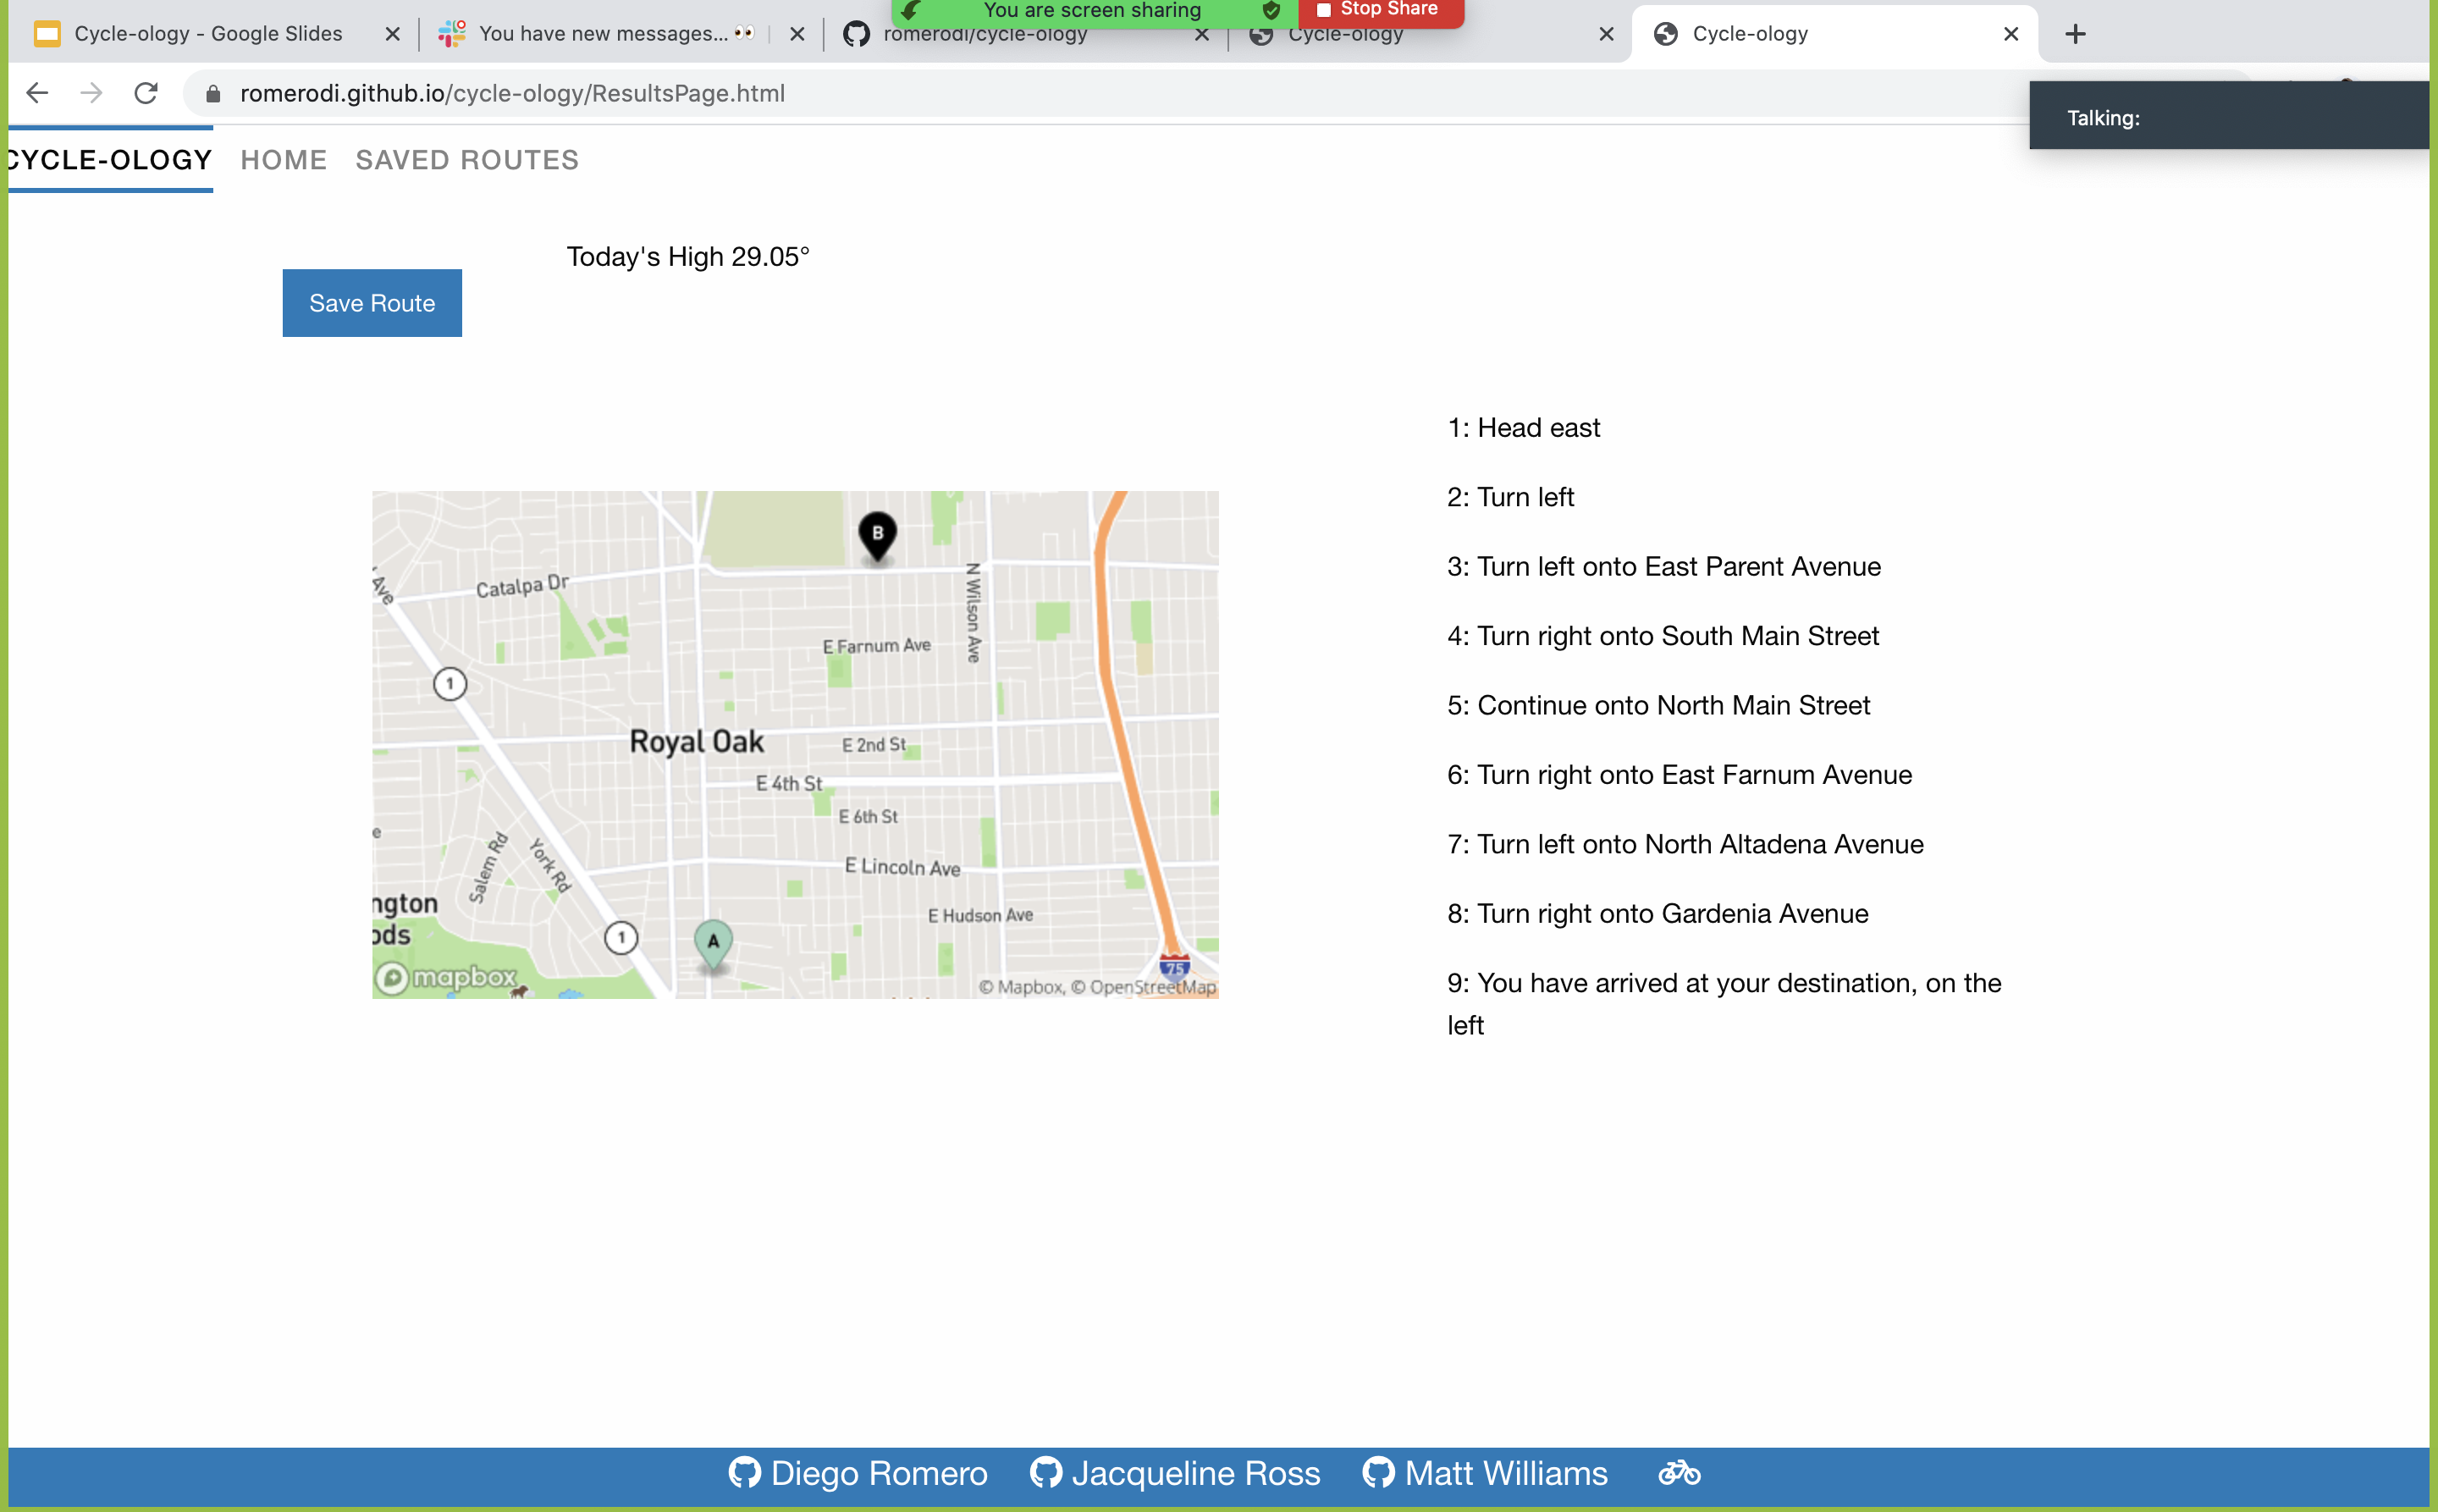 You are screen sharing
Stop Share
Cycle-ology - Google Slides
You have new messages...
romerodi/cycle-ology
Cycle-ology
Cycle-ology
romerodi.github.io/cycle-ology/ResultsPage.html
Talking:
CYCLE-OLOGY HOME SAVED ROUTES
Today's High 29.05°
Save Route
1: Head east
2: Turn left
3: Turn left onto East Parent Avenue
4: Turn right onto South Main Street
5: Continue onto North Main Street
6: Turn right onto East Farnum Avenue
7: Turn left onto North Altadena Avenue
8: Turn right onto Gardenia Avenue
9: You have arrived at your destination, on the
left
B
Catalpa Dr
Ave
N Wilson Ave
E Farnum Ave
1
Royal Oak
E 2nd St
E 4th St
E 6th St
e
Salem Rd
York Rd
E Lincoln Ave
ngton
ods
E Hudson Ave
1
A
75
mapbox
© Mapbox, © OpenStreetMap
Diego Romero Jacqueline Ross Matt Williams